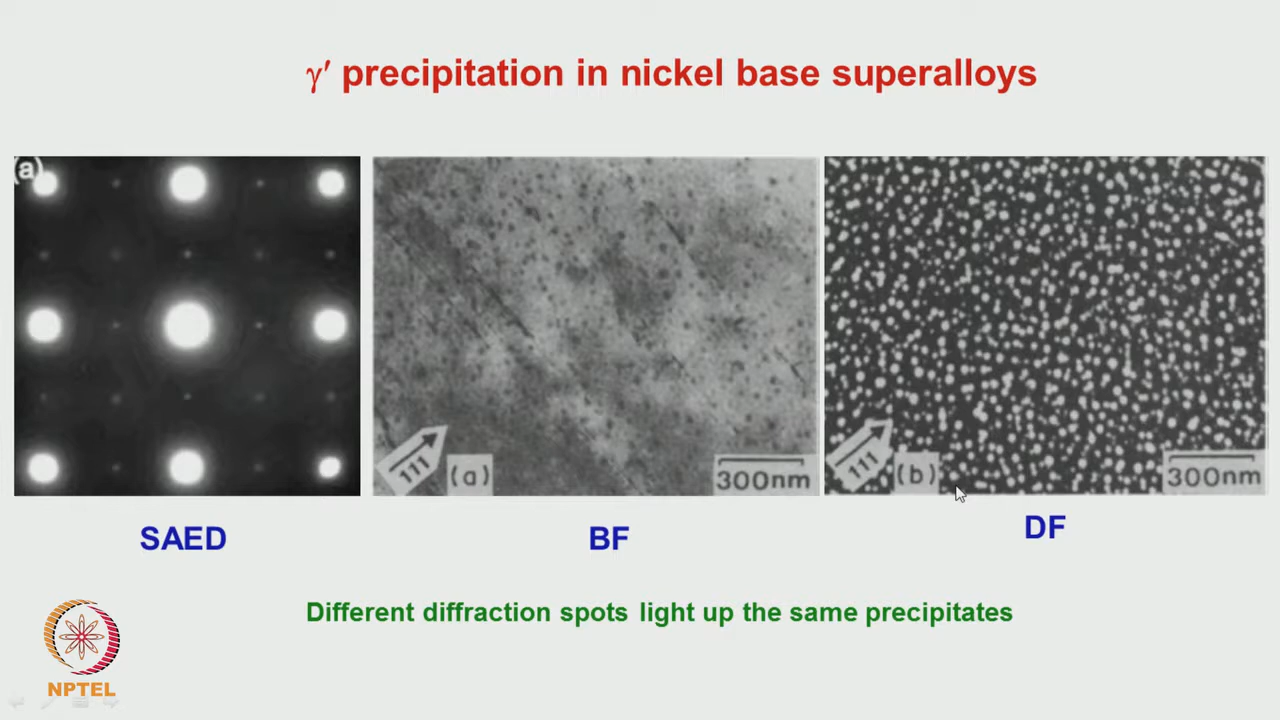 γ′ precipitation in nickel base superalloys
(a)
111
(a)
300nm
111
(b)
300nm
SAED
BF
DF
Different diffraction spots light up the same precipitates
NPTEL